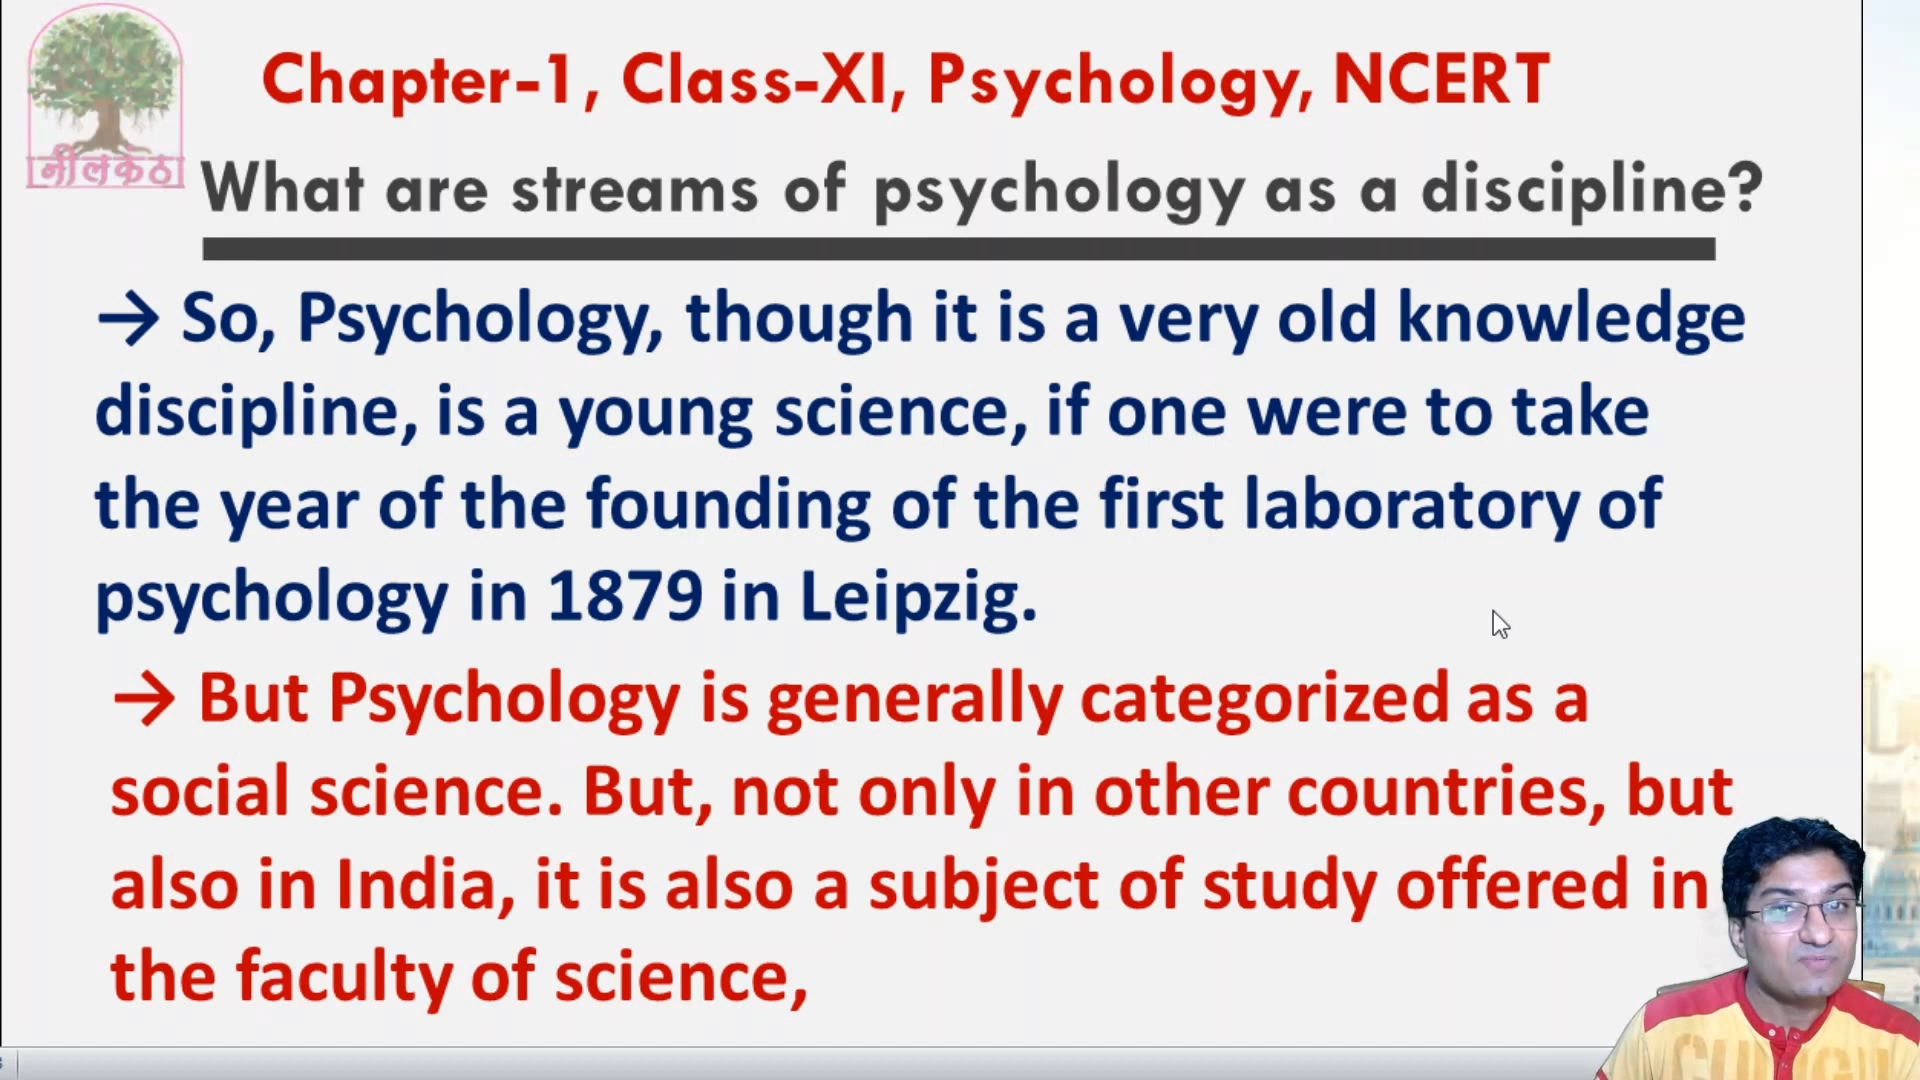 Chapter-1, Class-XI, Psychology, NCERT
नीलकंठ
What are streams of psychology as a discipline?
→ So, Psychology, though it is a very old knowledge
discipline, is a young science, if one were to take
the year of the founding of the first laboratory of
psychology in 1879 in Leipzig.
→ But Psychology is generally categorized as a
social science. But, not only in other countries, but
also in India, it is also a subject of study offered in
the faculty of science,